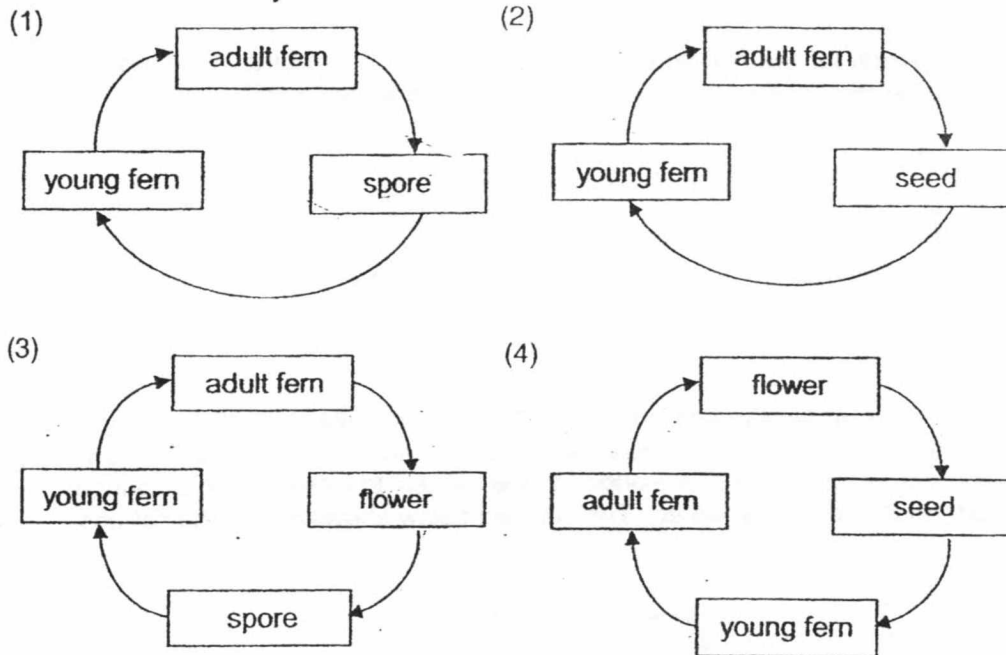 (1)
adult fern
young fern
spore
(2)
adult fern
young fern
seed
(3)
adult fern
young fern
flower
spore
(4)
flower
adult fern
seed
young fern